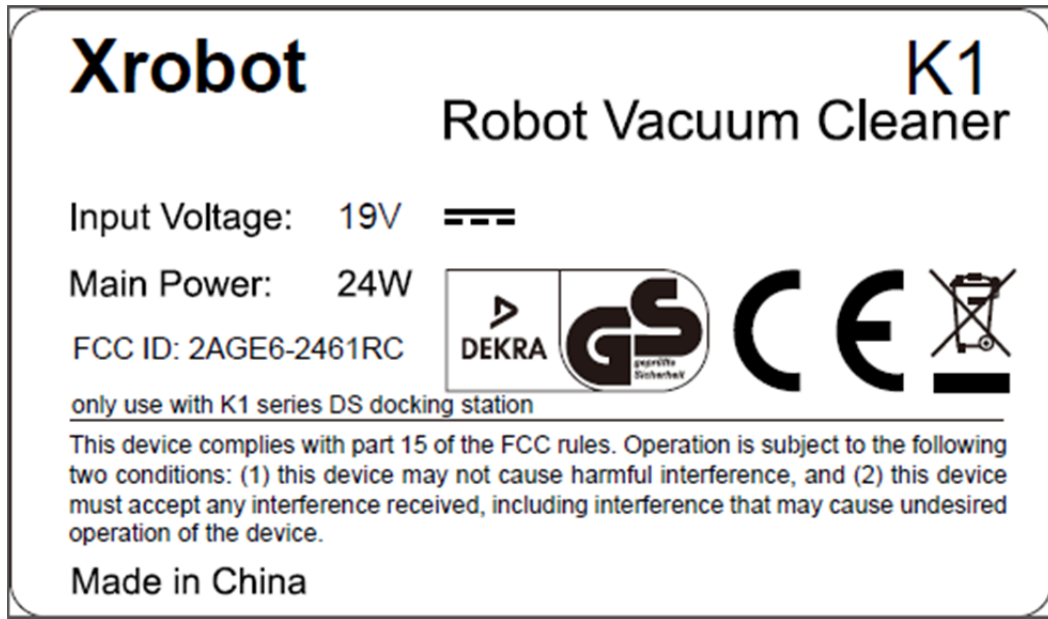 Xrobot
K1
Robot Vacuum Cleaner
Input Voltage: 19V
Main Power: 24W
FCC ID: 2AGE6-2461RC
DEKRA
GS
geprüfte
Sicherheit
CE
only use with K1 series DS docking station
This device complies with part 15 of the FCC rules. Operation is subject to the following
two conditions: (1) this device may not cause harmful interference, and (2) this device
must accept any interference received, including interference that may cause undesired
operation of the device.
Made in China